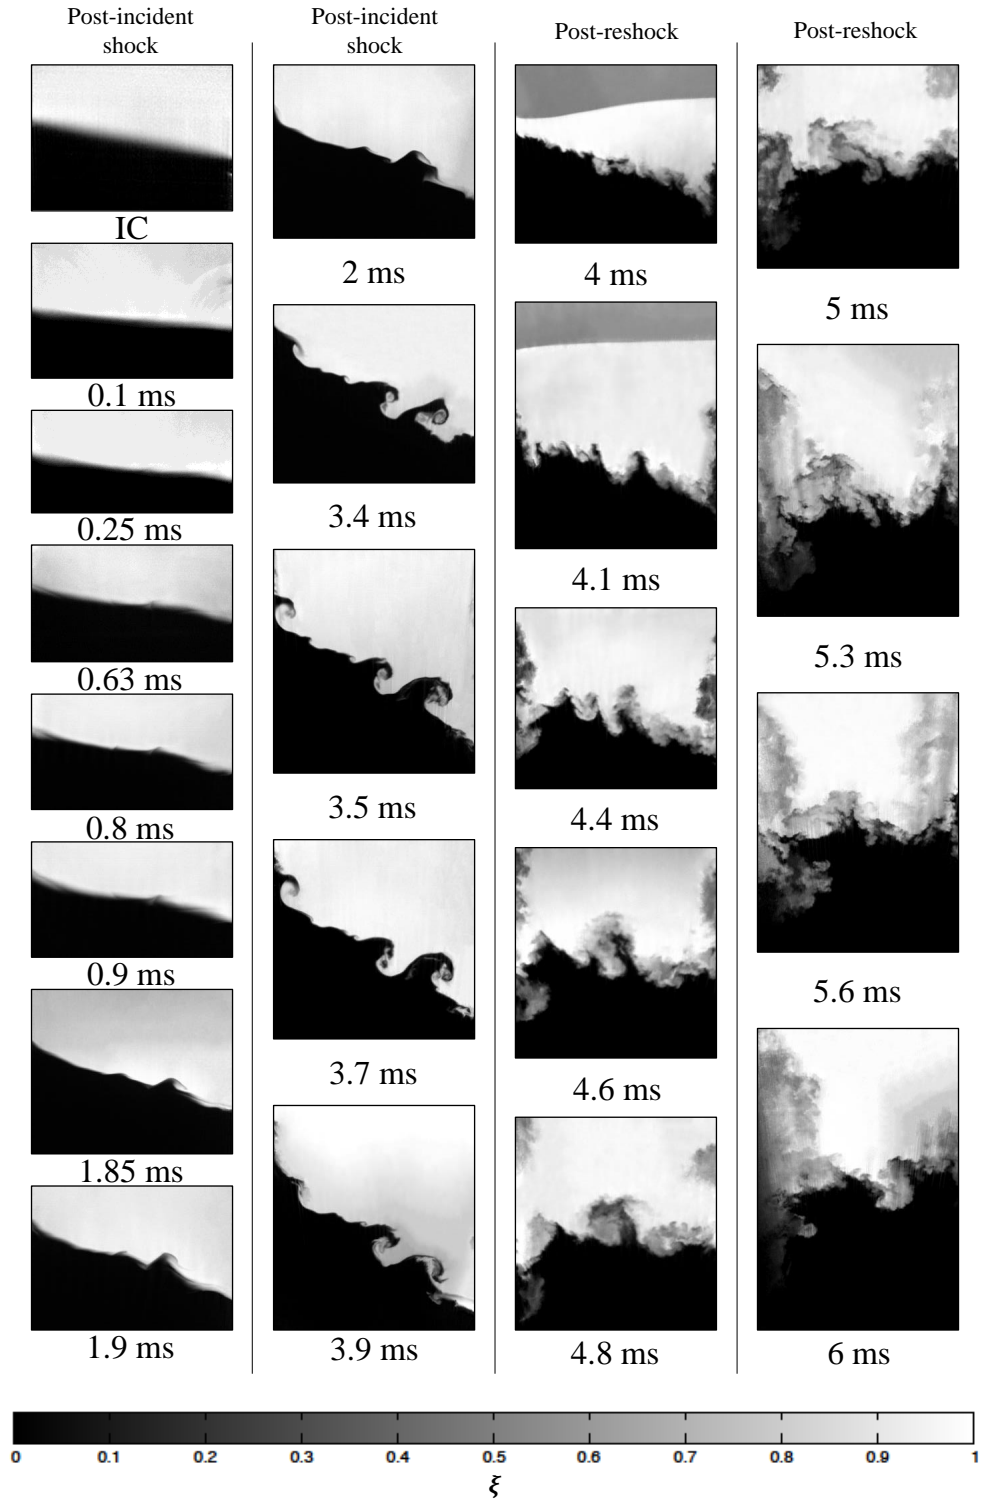 Post-incident
shock
IC
0.1 ms
0.25 ms
0.63 ms
0.8 ms
0.9 ms
1.85 ms
1.9 ms
Post-incident
shock
2 ms
3.4 ms
3.5 ms
3.7 ms
3.9 ms
Post-reshock
4 ms
4.1 ms
4.4 ms
4.6 ms
4.8 ms
Post-reshock
5 ms
5.3 ms
5.6 ms
6 ms
0 0.1 0.2 0.3 0.4 0.5 0.6 0.7 0.8 0.9 1
ξ